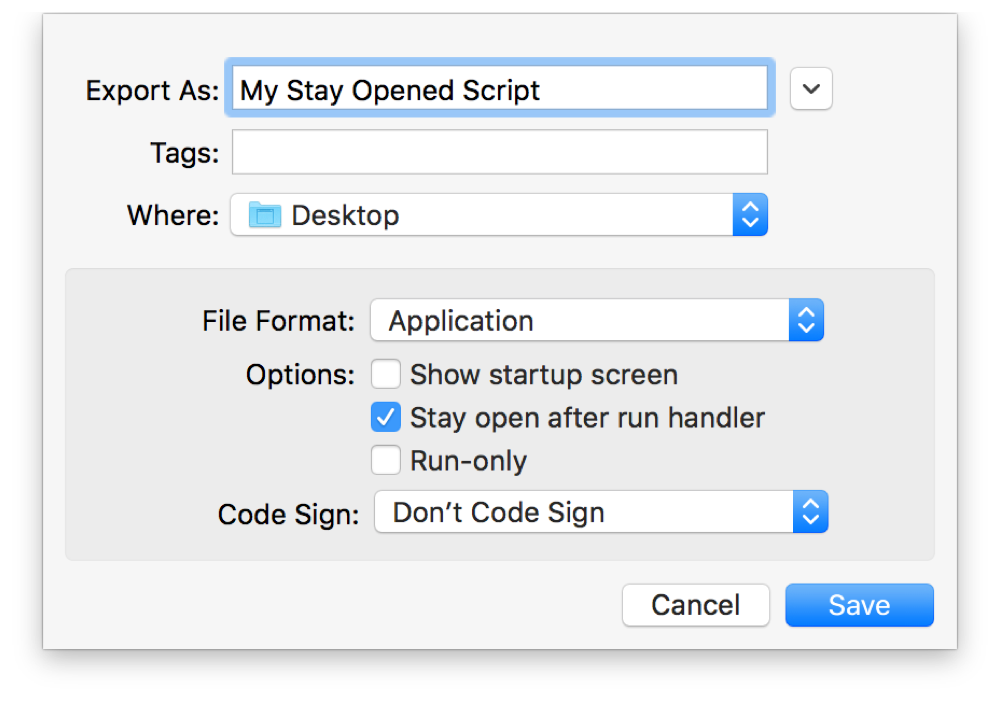 Export As: My Stay Opened Script
Tags:
Where: Desktop
File Format: Application
Options: Show startup screen
Stay open after run handler
Run-only
Code Sign: Don’t Code Sign
Cancel Save